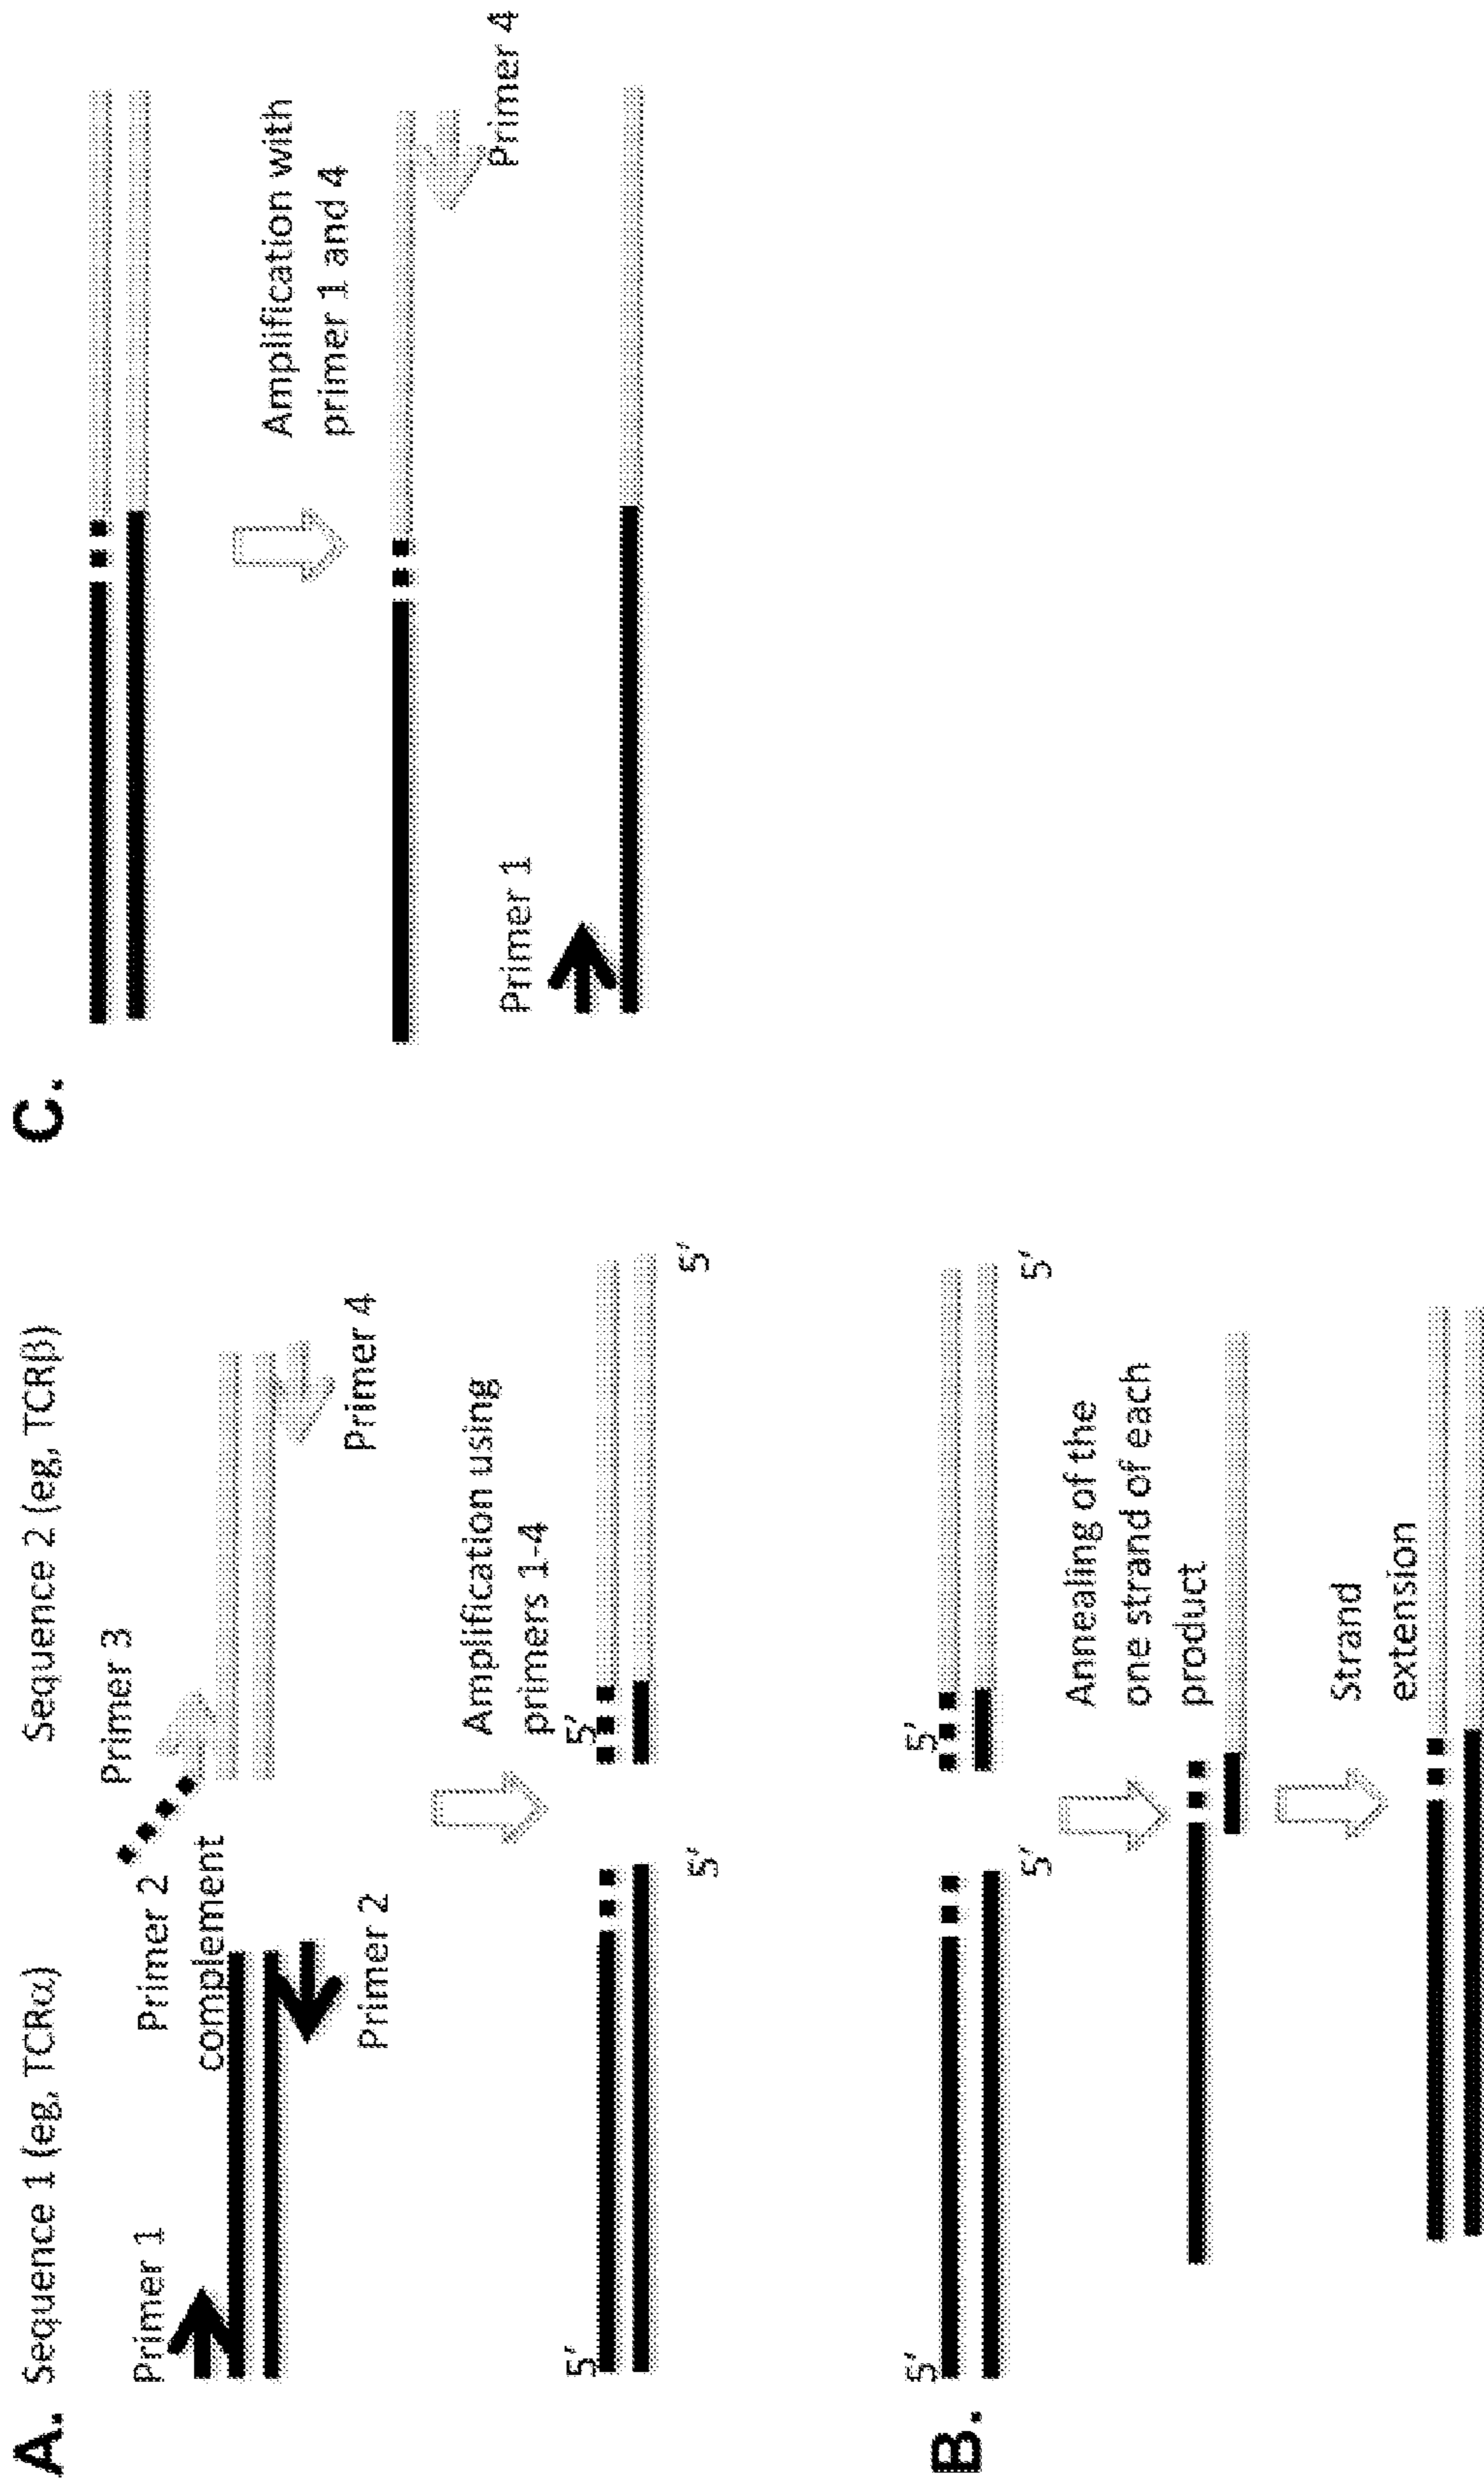 A.
Sequence 1 (eg, TCRα)
Sequence 2 (eg, TCRβ)
Primer 1
Primer 2
complement
Primer 3
Primer 2
Primer 4
Amplification using
primers 1-4
5′
5′
5′
5′
B.
5′
5′
5′
5′
Annealing of the
one strand of each
product
Strand
extension
C.
Amplification with
primer 1 and 4
Primer 4
Primer 1